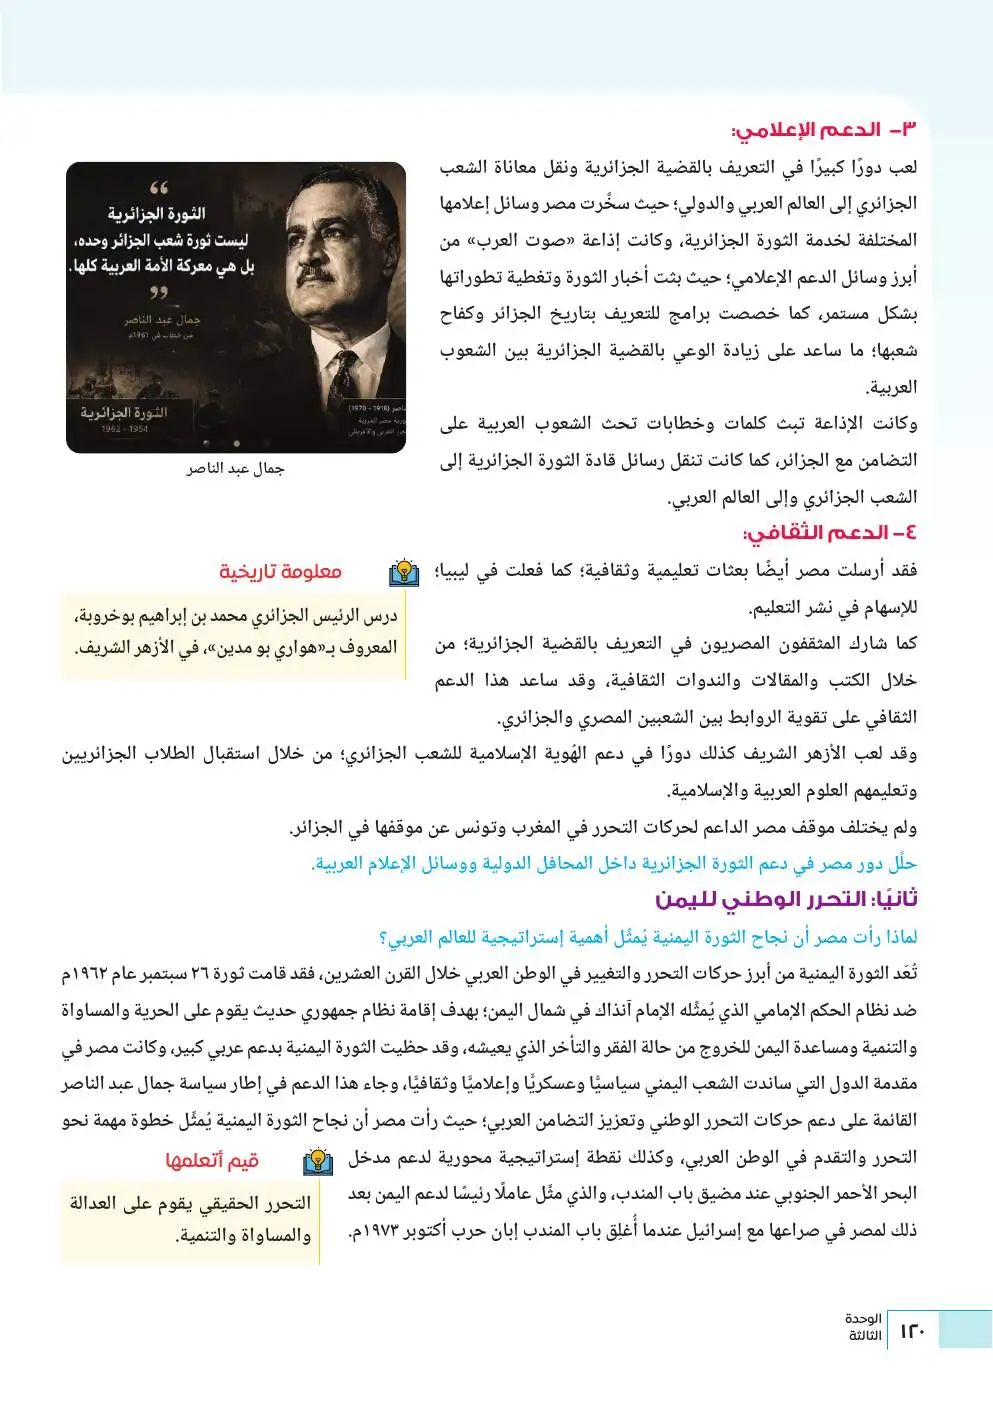 ٣- الدعم الإعلامي:
لعب دورًا كبيرًا في التعريف بالقضية الجزائرية ونقل معاناة الشعب
الجزائري إلى العالم العربي والدولي؛ حيث سخَّرت مصر وسائل إعلامها
المختلفة لخدمة الثورة الجزائرية، وكانت إذاعة «صوت العرب» من
أبرز وسائل الدعم الإعلامي؛ حيث بثت أخبار الثورة وتغطية تطوراتها
بشكل مستمر، كما خصصت برامج للتعريف بتاريخ الجزائر وكفاح
شعبها؛ ما ساعد على زيادة الوعي بالقضية الجزائرية بين الشعوب
العربية.
وكانت الإذاعة تبث كلمات وخطابات تحث الشعوب العربية على
التضامن مع الجزائر، كما كانت تنقل رسائل قادة الثورة الجزائرية إلى
الشعب الجزائري وإلى العالم العربي.
“
الثورة الجزائرية
ليست ثورة شعب الجزائر وحده،
بل هي معركة الأمة العربية كلها.
”
جمال عبد الناصر
من خطاب في 1961م
الثورة الجزائرية
1954 - 1962
ناصر (1918 - 1970)
جمال عبد الناصر
٤- الدعم الثقافي:
فقد أرسلت مصر أيضًا بعثات تعليمية وثقافية؛ كما فعلت في ليبيا؛
للإسهام في نشر التعليم.
كما شارك المثقفون المصريون في التعريف بالقضية الجزائرية؛ من
خلال الكتب والمقالات والندوات الثقافية، وقد ساعد هذا الدعم
الثقافي على تقوية الروابط بين الشعبين المصري والجزائري.
معلومة تاريخية
درس الرئيس الجزائري محمد بن إبراهيم بوخروبة،
المعروف بـ«هواري بو مدين»، في الأزهر الشريف.
وقد لعب الأزهر الشريف كذلك دورًا في دعم الهُوية الإسلامية للشعب الجزائري؛ من خلال استقبال الطلاب الجزائريين
وتعليمهم العلوم العربية والإسلامية.
ولم يختلف موقف مصر الداعم لحركات التحرر في المغرب وتونس عن موقفها في الجزائر.
حلِّل دور مصر في دعم الثورة الجزائرية داخل المحافل الدولية ووسائل الإعلام العربية.
ثانيًا: التحرر الوطني لليمن
لماذا رأت مصر أن نجاح الثورة اليمنية يُمثِّل أهمية إستراتيجية للعالم العربي؟
تُعَد الثورة اليمنية من أبرز حركات التحرر والتغيير في الوطن العربي خلال القرن العشرين، فقد قامت ثورة ٢٦ سبتمبر عام ١٩٦٢م
ضد نظام الحكم الإمامي الذي يُمثِّله الإمام آنذاك في شمال اليمن؛ بهدف إقامة نظام جمهوري حديث يقوم على الحرية والمساواة
والتنمية ومساعدة اليمن للخروج من حالة الفقر والتأخر الذي يعيشه، وقد حظيت الثورة اليمنية بدعم عربي كبير، وكانت مصر في
مقدمة الدول التي ساندت الشعب اليمني سياسيًّا وعسكريًّا وإعلاميًّا وثقافيًّا، وجاء هذا الدعم في إطار سياسة جمال عبد الناصر
القائمة على دعم حركات التحرر الوطني وتعزيز التضامن العربي؛ حيث رأت مصر أن نجاح الثورة اليمنية يُمثِّل خطوة مهمة نحو
التحرر والتقدم في الوطن العربي، وكذلك نقطة إستراتيجية محورية لدعم مدخل
البحر الأحمر الجنوبي عند مضيق باب المندب، والذي مثَّل عاملًا رئيسًا لدعم اليمن بعد
ذلك لمصر في صراعها مع إسرائيل عندما أُغلِق باب المندب إبان حرب أكتوبر ١٩٧٣م.
قيم أتعلمها
التحرر الحقيقي يقوم على العدالة
والمساواة والتنمية.
الوحدة
الثالثة
١٢٠